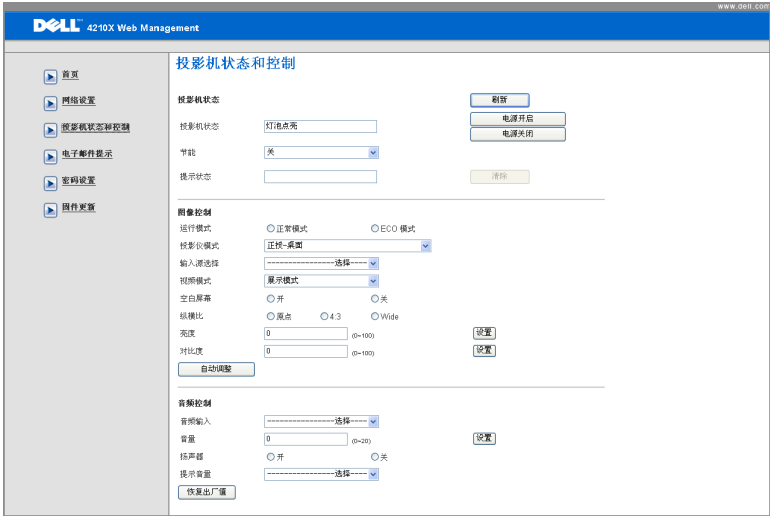 www.dell.com
DELL™ 4210X Web Management
首页
网络设置
投影机状态和控制
电子邮件提示
密码设置
固件更新
投影机状态和控制
投影机状态 刷新
电源开启
投影机状态 灯泡点亮
电源关闭
节能 关
提示状态 清除
图像控制
运行模式 正常模式 ECO 模式
投影仪模式 正投-桌面
输入源选择 ----------------选择----
视频模式 展示模式
空白屏幕 开 关
纵横比 原点 4:3 Wide
亮度 0 (0~100) 设置
对比度 0 (0~100) 设置
自动调整
音频控制
音频输入 ----------------选择----
音量 0 (0~20) 设置
扬声器 开 关
提示音量 ----------------选择----
恢复出厂值